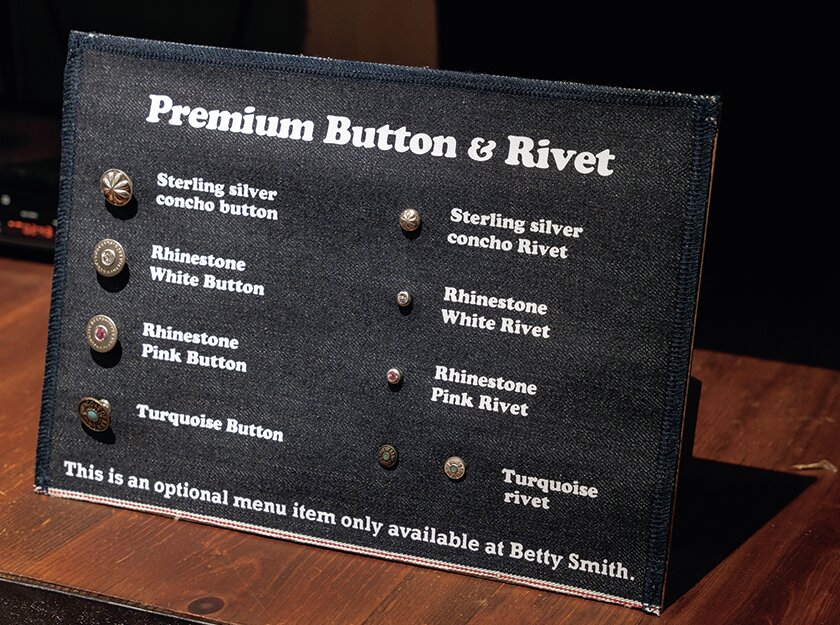 Premium Button & Rivet
Sterling silver
concho button
Rhinestone
White Button
Rhinestone
Pink Button
Turquoise Button
Sterling silver
concho Rivet
Rhinestone
White Rivet
Rhinestone
Pink Rivet
Turquoise
rivet
This is an optional menu item only available at Betty Smith.